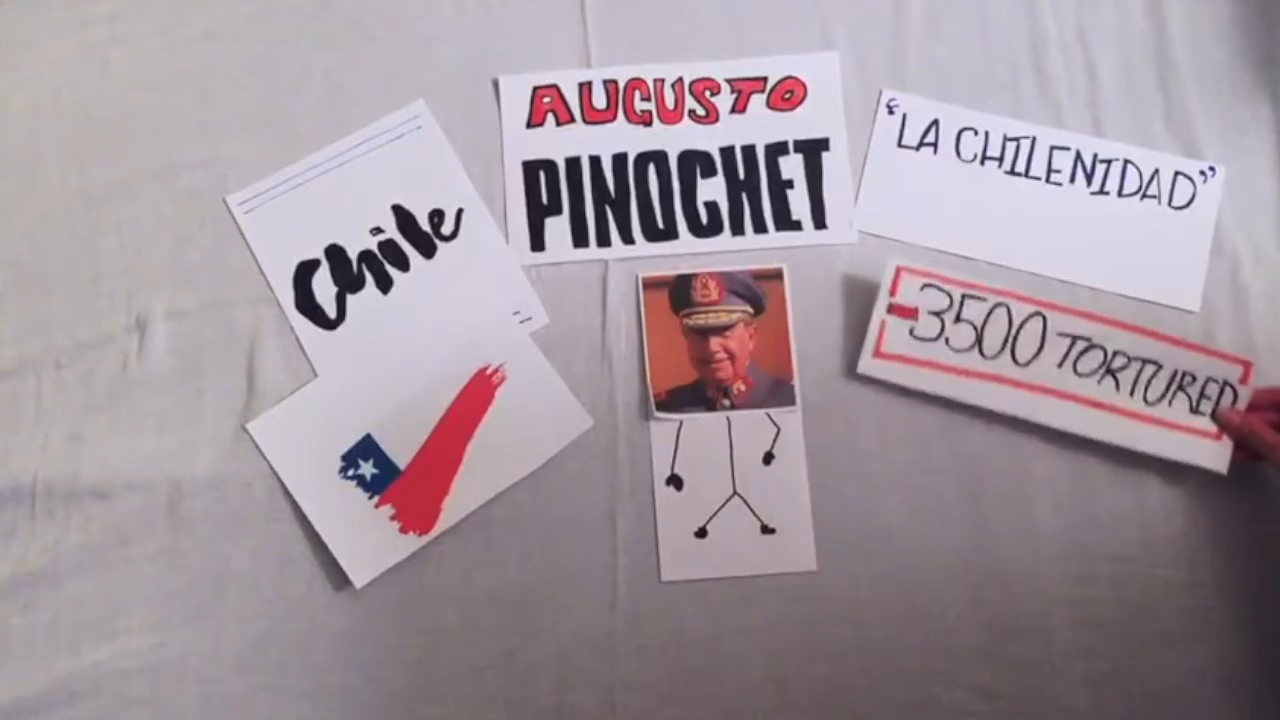 Chile
AUGUSTO
PINOCHET
"LA CHILENIDAD"
3500 TORTURED